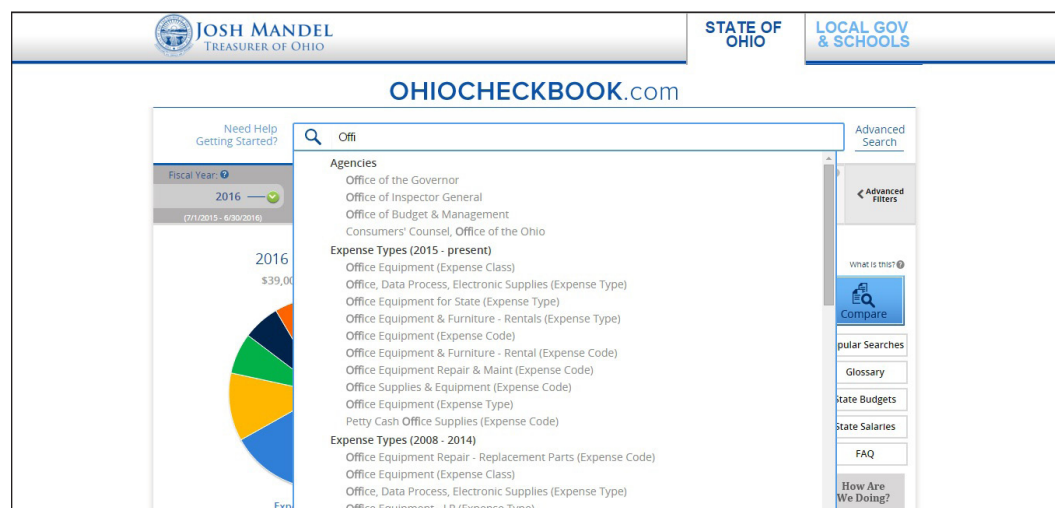 JOSH MANDEL
TREASURER OF OHIO
STATE OF
OHIO
LOCAL GOV
& SCHOOLS
OHIOCHECKBOOK.com
Need Help
Getting Started?
Offi
Advanced
Search
Fiscal Year:
2016
(7/1/2015 - 6/30/2016)
Advanced
Filters
Agencies
Office of the Governor
Office of Inspector General
Office of Budget & Management
Consumers' Counsel, Office of the Ohio
Expense Types (2015 - present)
Office Equipment (Expense Class)
Office, Data Process, Electronic Supplies (Expense Type)
Office Equipment for State (Expense Type)
Office Equipment & Furniture - Rentals (Expense Type)
Office Equipment (Expense Code)
Office Equipment & Furniture - Rental (Expense Code)
Office Equipment Repair & Maint (Expense Code)
Office Supplies & Equipment (Expense Code)
Office Equipment (Expense Type)
Petty Cash Office Supplies (Expense Code)
Expense Types (2008 - 2014)
Office Equipment Repair - Replacement Parts (Expense Code)
Office Equipment (Expense Class)
Office, Data Process, Electronic Supplies (Expense Type)
2016
$39,00
What is this?
Compare
pular Searches
Glossary
State Budgets
State Salaries
FAQ
How Are
We Doing?